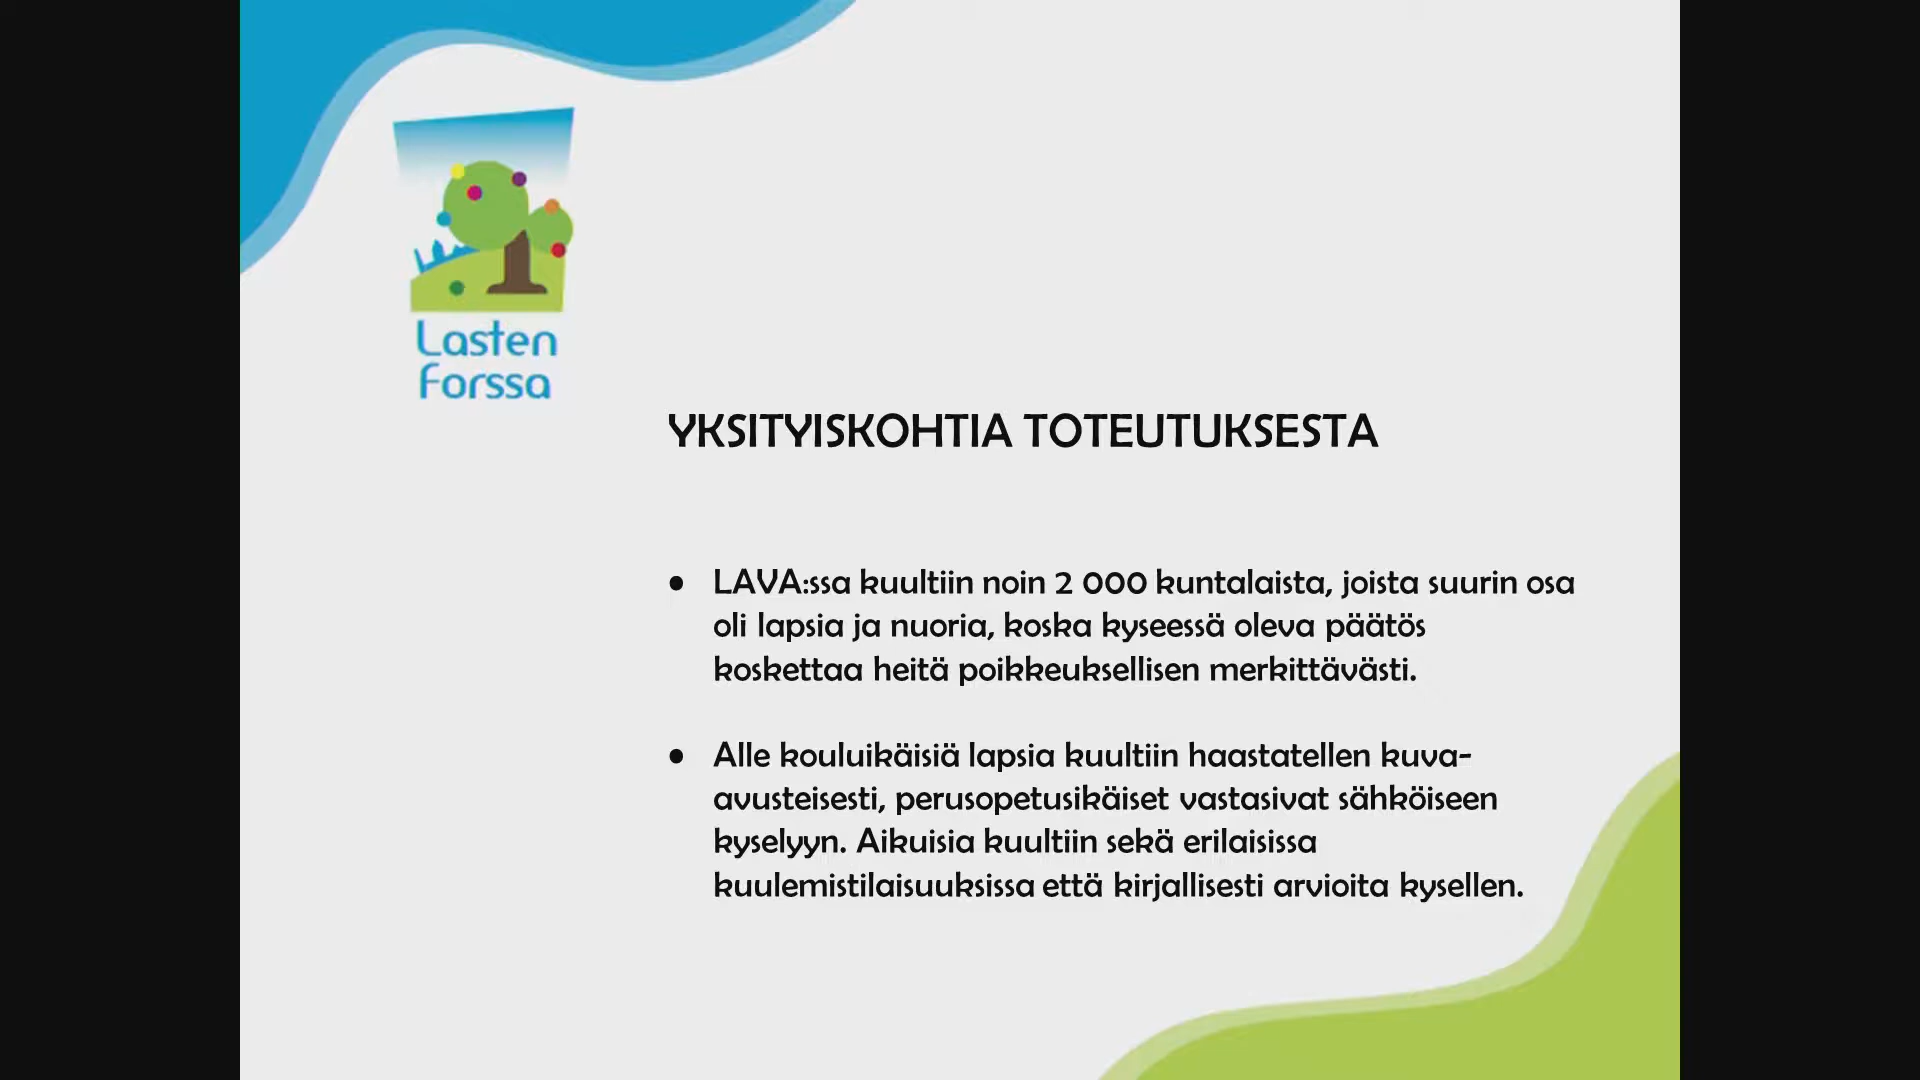 Lasten
Forssa
YKSITYISKOHTIA TOTEUTUKSESTA
• LAVA:ssa kuultiin noin 2 000 kuntalaista, joista suurin osa
oli lapsia ja nuoria, koska kyseessä oleva päätös
koskettaa heitä poikkeuksellisen merkittävästi.
• Alle kouluikäisiä lapsia kuultiin haastatellen kuva-
avusteisesti, perusopetusikäiset vastasivat sähköiseen
kyselyyn. Aikuisia kuultiin sekä erilaisissa
kuulemistilaisuuksissa että kirjallisesti arvioita kysellen.